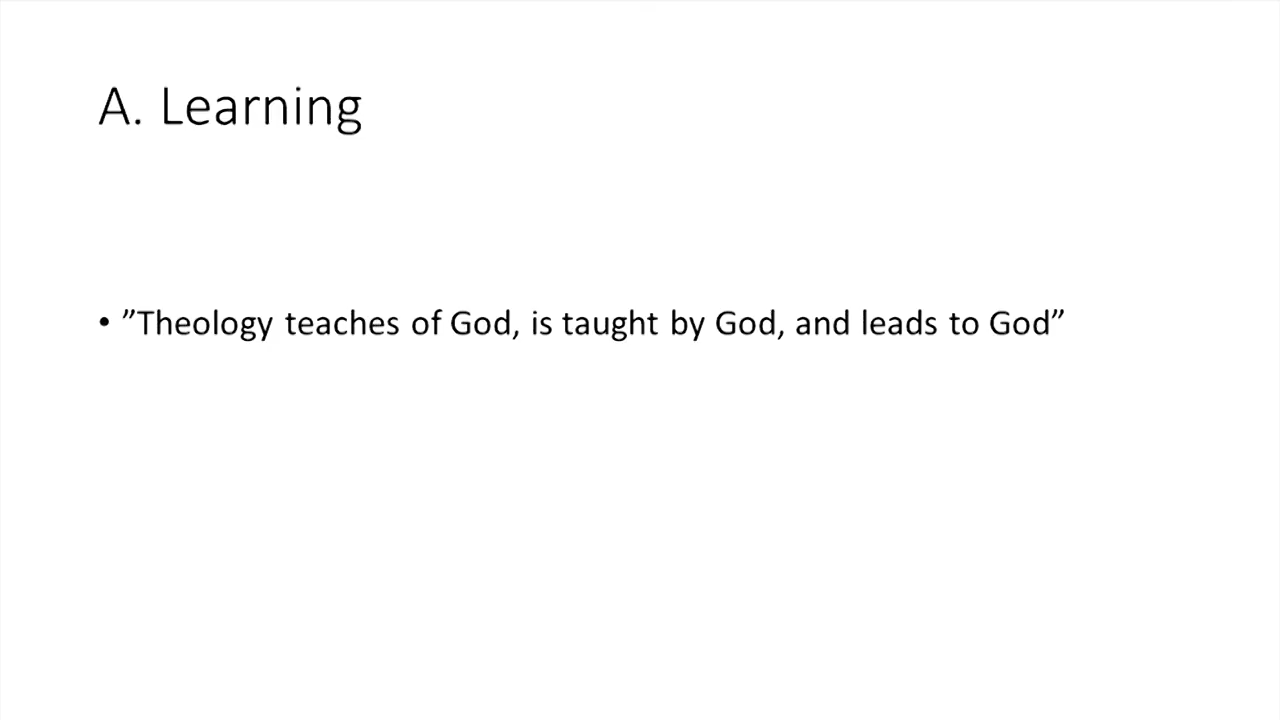 A. Learning
• ”Theology teaches of God, is taught by God, and leads to God”